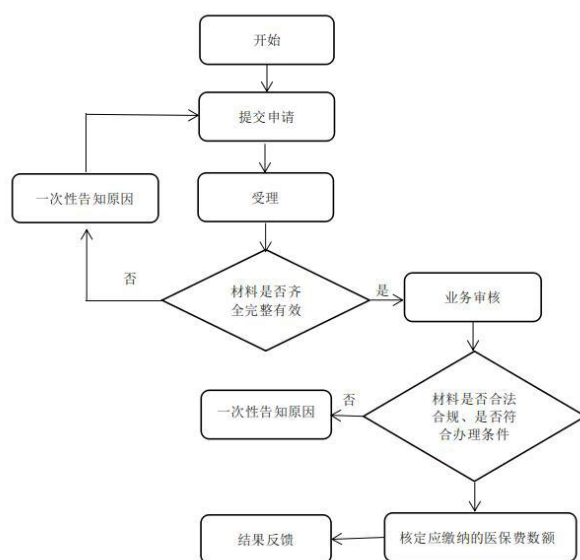 开始
提交申请
一次性告知原因
受理
否
材料是否齐
全完整有效
是
业务审核
一次性告知原因
否
材料是否合法
合规、是否符
合办理条件
结果反馈
核定应缴纳的医保费数额